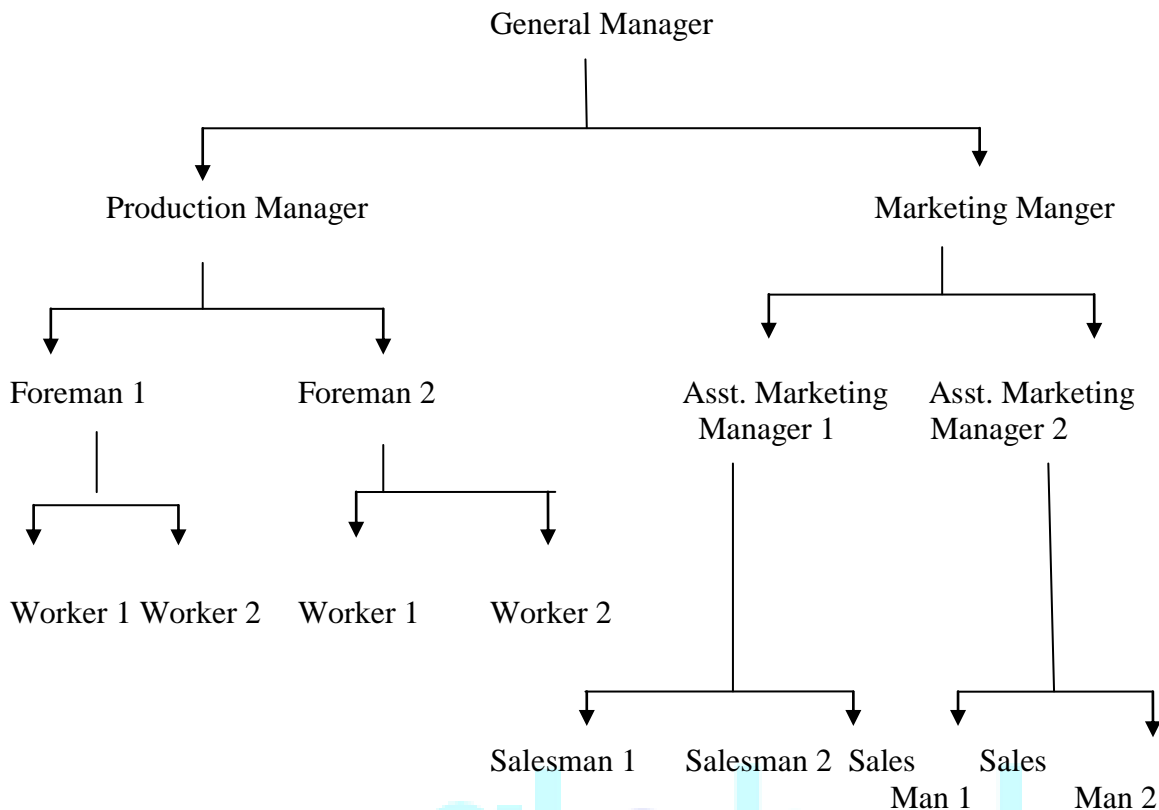 General Manager
Production Manager Marketing Manger
Foreman 1 Foreman 2 Asst. Marketing Asst. Marketing
Manager 1 Manager 2
Worker 1 Worker 2 Worker 1 Worker 2
Salesman 1 Salesman 2 Sales Sales
Man 1 Man 2